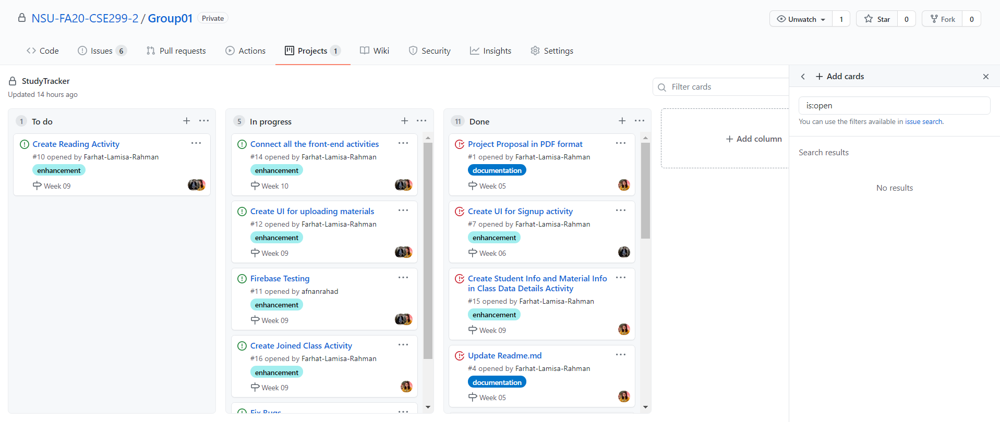 NSU-FA20-CSE299-2 / Group01 Private
Unwatch 1
Star 0
Fork 0
Code
Issues 6
Pull requests
Actions
Projects 1
Wiki
Security
Insights
Settings
StudyTracker
Updated 14 hours ago
Filter cards
1 To do
Create Reading Activity
#10 opened by Farhat-Lamisa-Rahman
enhancement
Week 09
5 In progress
Connect all the front-end activities
#14 opened by Farhat-Lamisa-Rahman
enhancement
Week 10
Create UI for uploading materials
#12 opened by Farhat-Lamisa-Rahman
enhancement
Week 09
Firebase Testing
#11 opened by afnanrahad
enhancement
Week 09
Create Joined Class Activity
#16 opened by Farhat-Lamisa-Rahman
enhancement
Week 09
Fix Bugs
11 Done
Project Proposal in PDF format
#1 opened by Farhat-Lamisa-Rahman
documentation
Week 05
Create UI for Signup activity
#7 opened by Farhat-Lamisa-Rahman
enhancement
Week 06
Create Student Info and Material Info
in Class Data Details Activity
#15 opened by Farhat-Lamisa-Rahman
enhancement
Week 09
Update Readme.md
#4 opened by Farhat-Lamisa-Rahman
documentation
Week 05
+ Add column
+ Add cards
is:open
You can use the filters available in issue search.
Search results
No results